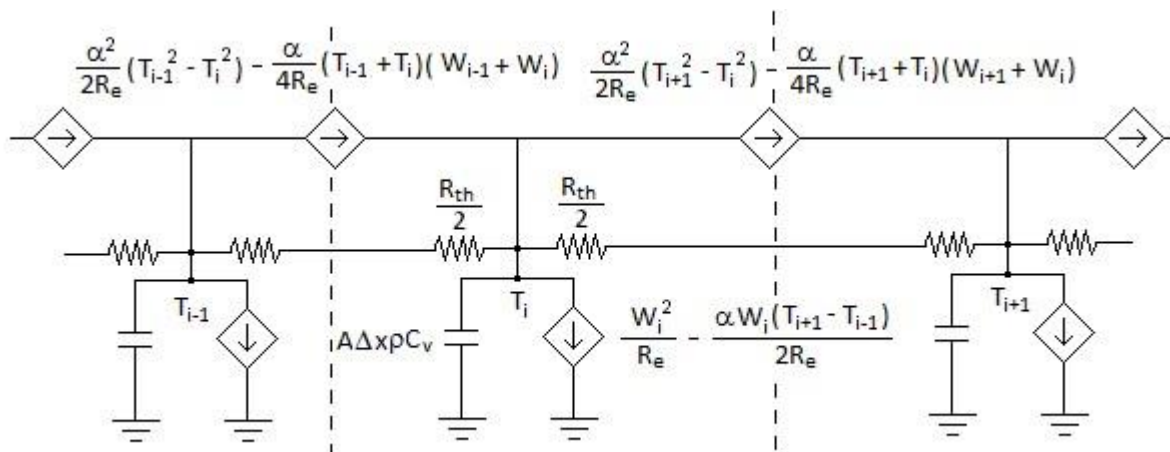 α²/2Rₑ (Tᵢ₋₁² - Tᵢ²) - α/4Rₑ (Tᵢ₋₁ + Tᵢ)( Wᵢ₋₁ + Wᵢ)
α²/2Rₑ (Tᵢ₊₁² - Tᵢ²) - α/4Rₑ (Tᵢ₊₁ + Tᵢ)(Wᵢ₊₁ + Wᵢ)
Rₜₕ/2
Rₜₕ/2
Tᵢ₋₁
Tᵢ
Tᵢ₊₁
AΔxρCᵥ
Wᵢ²/Rₑ - αWᵢ(Tᵢ₊₁ - Tᵢ₋₁)/2Rₑ